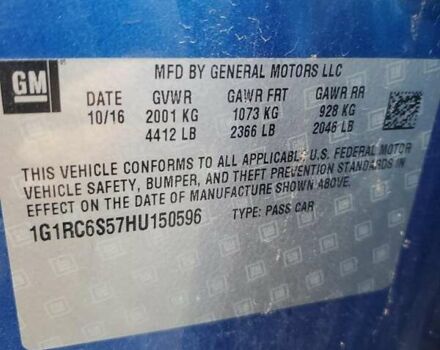 GM
MFD BY GENERAL MOTORS LLC
DATE GVWR GAWR FRT GAWR RR
10/16 2001 KG 1073 KG 928 KG
4412 LB 2366 LB 2046 LB
THIS VEHICLE CONFORMS TO ALL APPLICABLE U.S. FEDERAL MOTOR
VEHICLE SAFETY, BUMPER, AND THEFT PREVENTION STANDARDS IN
EFFECT ON THE DATE OF MANUFACTURE SHOWN ABOVE.
1G1RC6S57HU150596 TYPE: PASS CAR